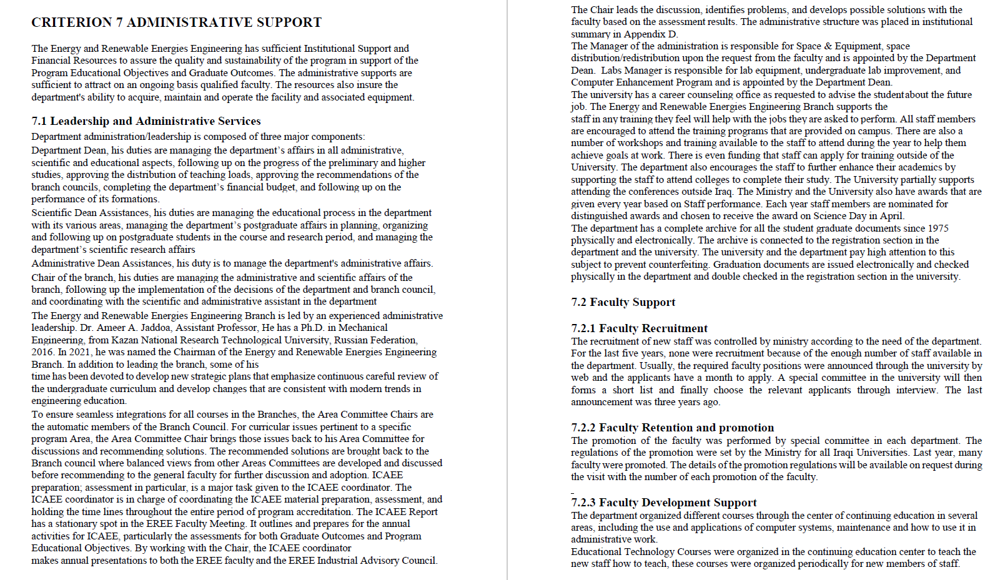 CRITERION 7 ADMINISTRATIVE SUPPORT
The Energy and Renewable Energies Engineering has sufficient Institutional Support and
Financial Resources to assure the quality and sustainability of the program in support of the
Program Educational Objectives and Graduate Outcomes. The administrative supports are
sufficient to attract on an ongoing basis qualified faculty. The resources also insure the
department's ability to acquire, maintain and operate the facility and associated equipment.
7.1 Leadership and Administrative Services
Department administration/leadership is composed of three major components:
Department Dean, his duties are managing the department's affairs in all administrative,
scientific and educational aspects, following up on the progress of the preliminary and higher
studies, approving the distribution of teaching loads, approving the recommendations of the
branch councils, completing the department's financial budget, and following up on the
performance of its formations.
Scientific Dean Assistances, his duties are managing the educational process in the department
with its various areas, managing the department's postgraduate affairs in planning, organizing
and following up on postgraduate students in the course and research period, and managing the
department's scientific research affairs
Administrative Dean Assistances, his duty is to manage the department's administrative affairs.
Chair of the branch, his duties are managing the administrative and scientific affairs of the
branch, following up the implementation of the decisions of the department and branch council,
and coordinating with the scientific and administrative assistant in the department
The Energy and Renewable Energies Engineering Branch is led by an experienced administrative
leadership. Dr. Ameer A. Jaddoa, Assistant Professor, He has a Ph.D. in Mechanical
Engineering, from Kazan National Research Technological University, Russian Federation,
2016. In 2021, he was named the Chairman of the Energy and Renewable Energies Engineering
Branch. In addition to leading the branch, some of his
time has been devoted to develop new strategic plans that emphasize continuous careful review of
the undergraduate curriculum and develop changes that are consistent with modern trends in
engineering education.
To ensure seamless integrations for all courses in the Branches, the Area Committee Chairs are
the automatic members of the Branch Council. For curricular issues pertinent to a specific
program Area, the Area Committee Chair brings those issues back to his Area Committee for
discussions and recommending solutions. The recommended solutions are brought back to the
Branch council where balanced views from other Areas Committees are developed and discussed
before recommending to the general faculty for further discussion and adoption. ICAEE
preparation; assessment in particular, is a major task given to the ICAEE coordinator. The
ICAEE coordinator is in charge of coordinating the ICAEE material preparation, assessment, and
holding the time lines throughout the entire period of program accreditation. The ICAEE Report
has a stationary spot in the EREE Faculty Meeting. It outlines and prepares for the annual
activities for ICAEE, particularly the assessments for both Graduate Outcomes and Program
Educational Objectives. By working with the Chair, the ICAEE coordinator
makes annual presentations to both the EREE faculty and the EREE Industrial Advisory Council.
The Chair leads the discussion, identifies problems, and develops possible solutions with the
faculty based on the assessment results. The administrative structure was placed in institutional
summary in Appendix D.
The Manager of the administration is responsible for Space & Equipment, space
distribution/redistribution upon the request from the faculty and is appointed by the Department
Dean.  Labs Manager is responsible for lab equipment, undergraduate lab improvement, and
Computer Enhancement Program and is appointed by the Department Dean.
The university has a career counseling office as requested to advise the student about the future
job. The Energy and Renewable Energies Engineering Branch supports the
staff in any training they feel will help with the jobs they are asked to perform. All staff members
are encouraged to attend the training programs that are provided on campus. There are also a
number of workshops and training available to the staff to attend during the year to help them
achieve goals at work. There is even funding that staff can apply for training outside of the
University. The department also encourages the staff to further enhance their academics by
supporting the staff to attend colleges to complete their study. The University partially supports
attending the conferences outside Iraq. The Ministry and the University also have awards that are
given every year based on Staff performance. Each year staff members are nominated for
distinguished awards and chosen to receive the award on Science Day in April.
The department has a complete archive for all the student graduate documents since 1975
physically and electronically. The archive is connected to the registration section in the
department and the university. The university and the department pay high attention to this
subject to prevent counterfeiting. Graduation documents are issued electronically and checked
physically in the department and double checked in the registration section in the university.
7.2 Faculty Support
7.2.1 Faculty Recruitment
The recruitment of new staff was controlled by ministry according to the need of the department.
For the last five years, none were recruitment because of the enough number of staff available in
the department. Usually, the required faculty positions were announced through the university by
web and the applicants have a month to apply. A special committee in the university will then
forms a short list and finally choose the relevant applicants through interview. The last
announcement was three years ago.
7.2.2 Faculty Retention and promotion
The promotion of the faculty was performed by special committee in each department. The
regulations of the promotion were set by the Ministry for all Iraqi Universities. Last year, many
faculty were promoted. The details of the promotion regulations will be available on request during
the visit with the number of each promotion of the faculty.
7.2.3 Faculty Development Support
The department organized different courses through the center of continuing education in several
areas, including the use and applications of computer systems, maintenance and how to use it in
administrative work.
Educational Technology Courses were organized in the continuing education center to teach the
new staff how to teach, these courses were organized periodically for new members of staff.